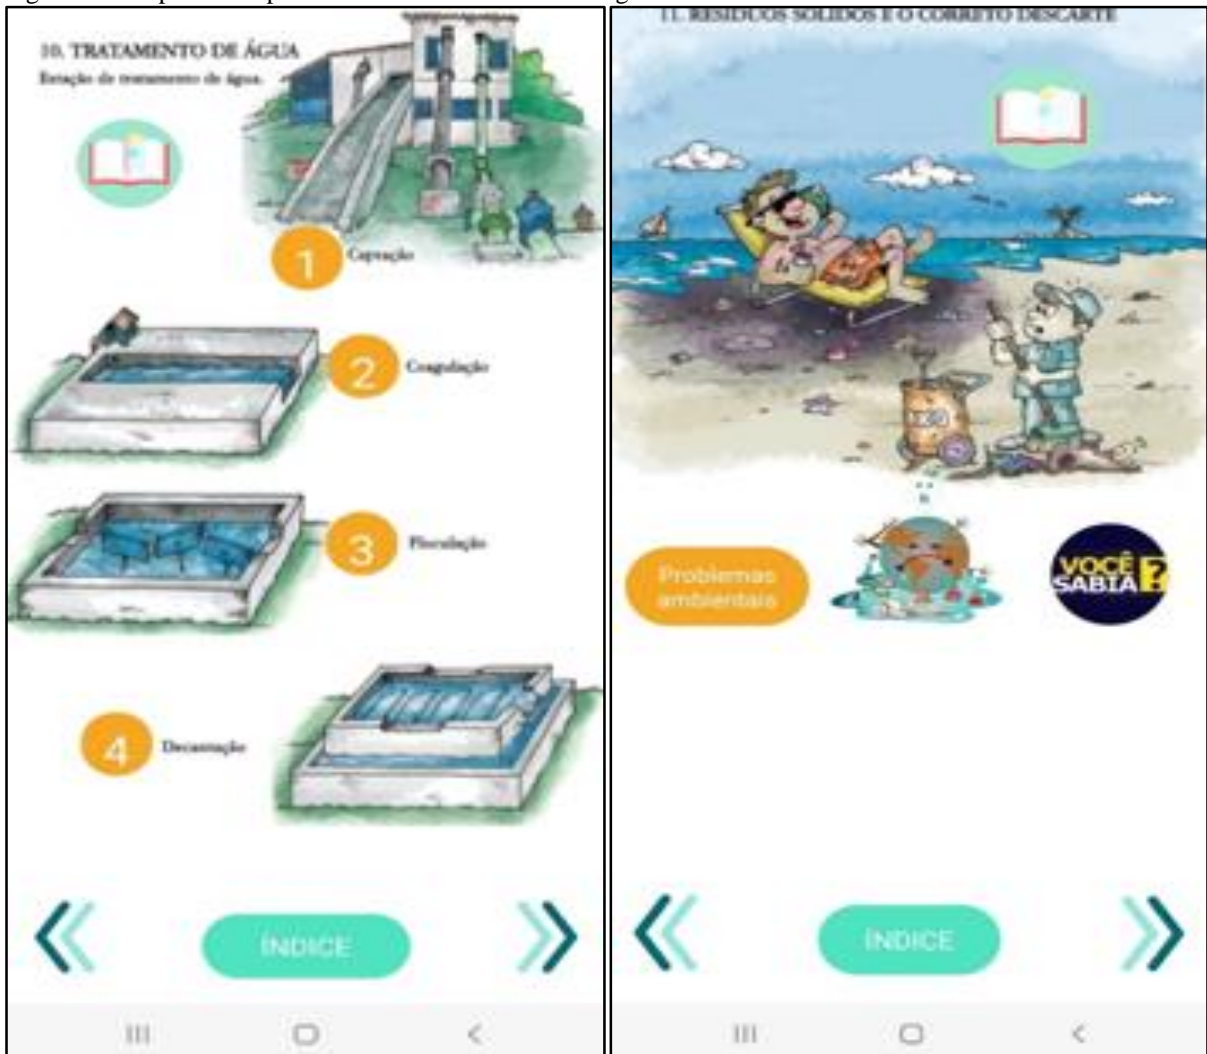 10. TRATAMENTO DE ÁGUA
Estação de tratamento de água.
1 Captação
2 Coagulação
3 Floculação
4 Decantação
ÍNDICE
11. RESÍDUOS SÓLIDOS E O CORRETO DESCARTE
Problemas
ambientais
VOCÊ
SABIA?
ÍNDICE